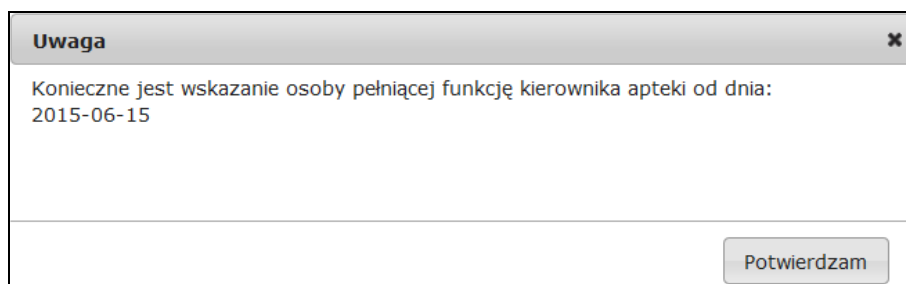 Uwaga
Konieczne jest wskazanie osoby pełniącej funkcję kierownika apteki od dnia:
2015-06-15
Potwierdzam